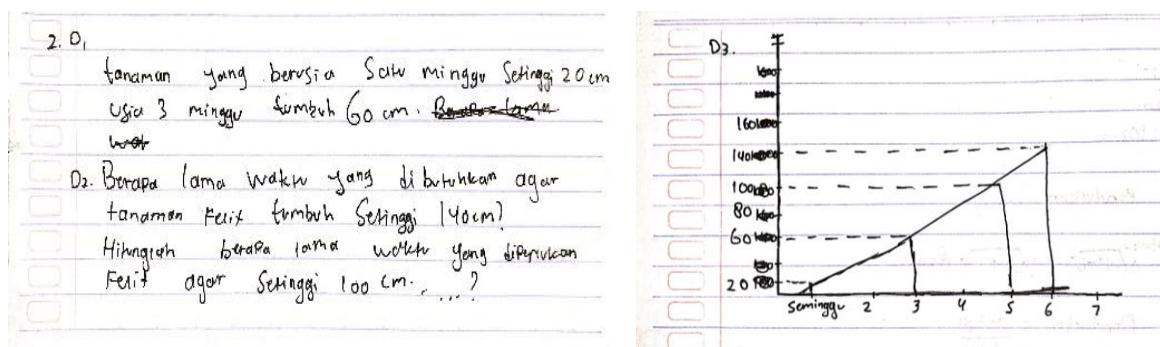 2. D1
tanaman yang berusia Satu minggu Setinggi 20 cm
Usia 3 minggu tumbuh 60 cm.
D2. Berapa lama waktu yang dibutuhkan agar
tanaman Felix tumbuh Setinggi 140cm?
Hitunglah berapa lama waktu yang diperlukan
Felix agar Setinggi 100 cm.....?
D3.
160
140
100
80
60
20
Seminggu 2 3 4 5 6 7